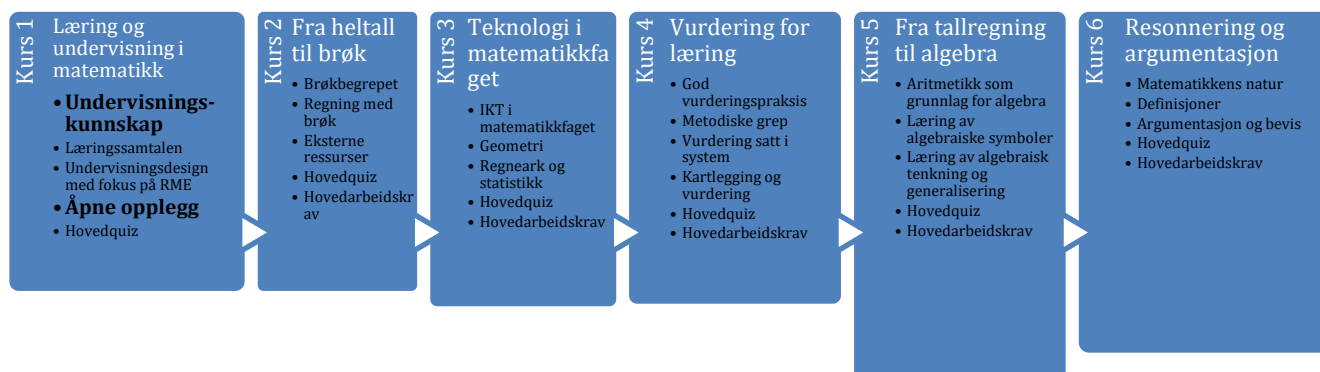 Kurs 1
Læring og
undervisning i
matematikk
• Undervisnings-
kunnskap
• Læringssamtalen
• Undervisningsdesign
med fokus på RME
• Åpne opplegg
• Hovedquiz
Kurs 2
Fra heltall
til brøk
• Brøkbegrepet
• Regning med
brøk
• Eksterne
ressurser
• Hovedquiz
• Hovedarbeidskr
av
Kurs 3
Teknologi i
matematikkfa
get
• IKT i
matematikkfaget
• Geometri
• Regneark og
statistikk
• Hovedquiz
• Hovedarbeidskrav
Kurs 4
Vurdering for
læring
• God
vurderingspraksis
• Metodiske grep
• Vurdering satt i
system
• Kartlegging og
vurdering
• Hovedquiz
• Hovedarbeidskrav
Kurs 5
Fra tallregning
til algebra
• Aritmetikk som
grunnlag for algebra
• Læring av
algebraiske symboler
• Læring av algebraisk
tenkning og
generalisering
• Hovedquiz
• Hovedarbeidskrav
Kurs 6
Resonnering og
argumentasjon
• Matematikkens natur
• Definisjoner
• Argumentasjon og bevis
• Hovedquiz
• Hovedarbeidskrav